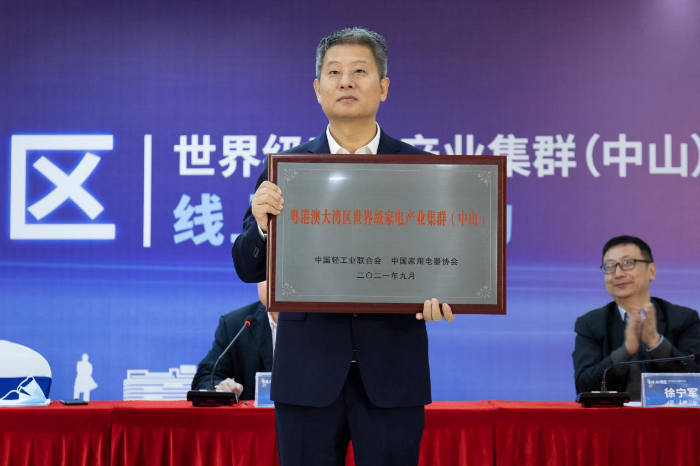 区
世界级 产业集群(中山)
线
粤港澳大湾区世界级家电产业集群(中山)
中国轻工业联合会 中国家用电器协会
二〇二一年九月
徐宁军